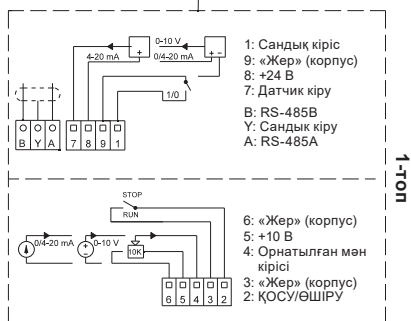 0-10 V
4-20 mA
0/4-20 mA
1/0
B Y A
7 8 9 1
1: Сандық кіріс
9: «Жер» (корпус)
8: +24 В
7: Датчик кіру
B: RS-485B
Y: Сандык кіру
A: RS-485A
1-топ
STOP
RUN
0/4-20 mA
0-10 V
10K
6 5 4 3 2
6: «Жер» (корпус)
5: +10 В
4: Орнатылған мән
кірісі
3: «Жер» (корпус)
2: ҚОСУ/ӨШІРУ